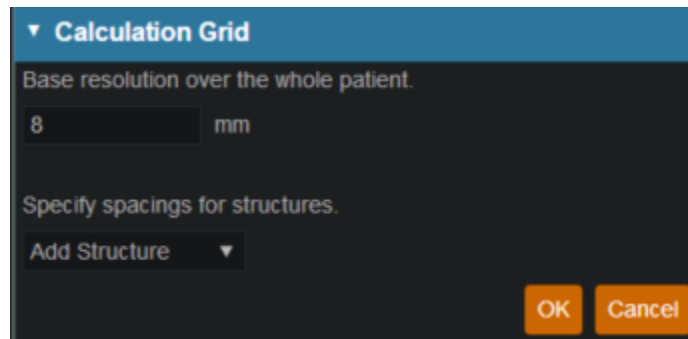 Calculation Grid
Base resolution over the whole patient.
8 mm
Specify spacings for structures.
Add Structure
OK Cancel